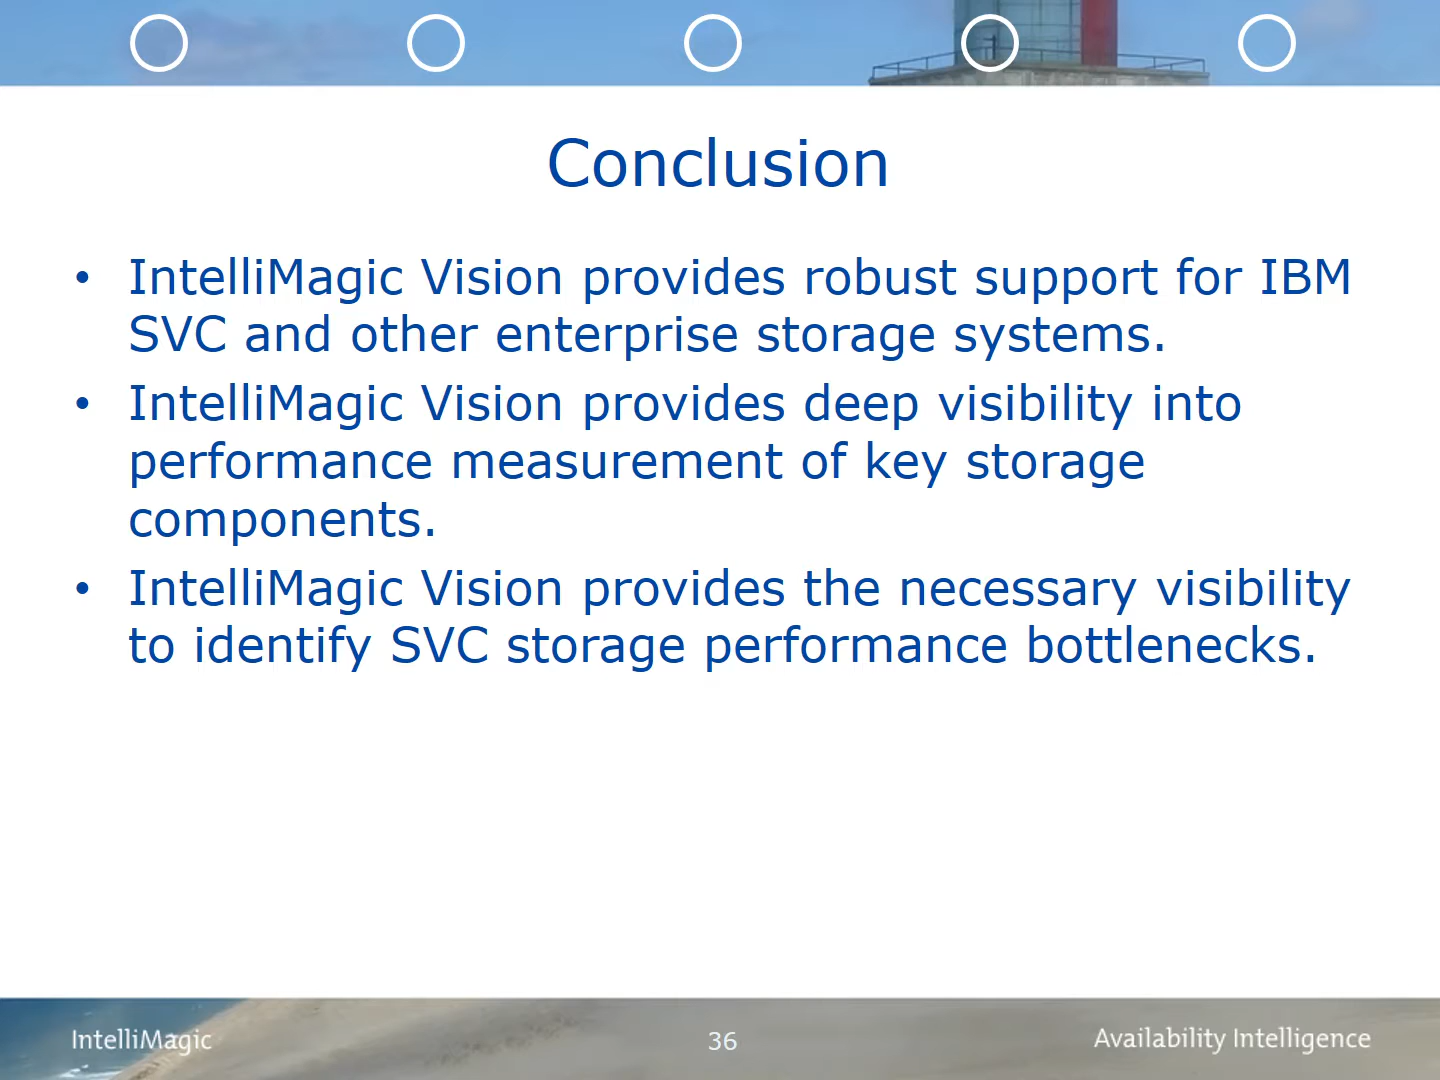 Conclusion
• IntelliMagic Vision provides robust support for IBM
SVC and other enterprise storage systems.
• IntelliMagic Vision provides deep visibility into
performance measurement of key storage
components.
• IntelliMagic Vision provides the necessary visibility
to identify SVC storage performance bottlenecks.
IntelliMagic
36
Availability Intelligence